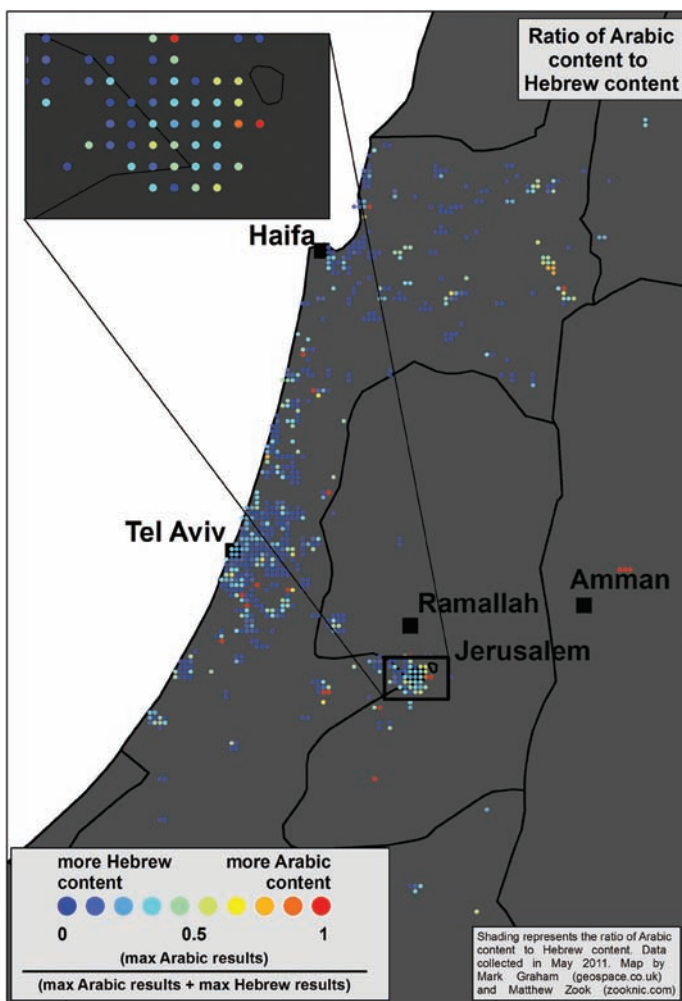 Ratio of Arabic
content to
Hebrew content
Haifa
Tel Aviv
Ramallah
Amman
Jerusalem
more Hebrew
content
more Arabic
content
0
0.5
1
(max Arabic results)
(max Arabic results + max Hebrew results)
Shading represents the ratio of Arabic
content to Hebrew content. Data
collected in May 2011. Map by
Mark Graham (geospace.co.uk)
and Matthew Zook (zooknic.com)